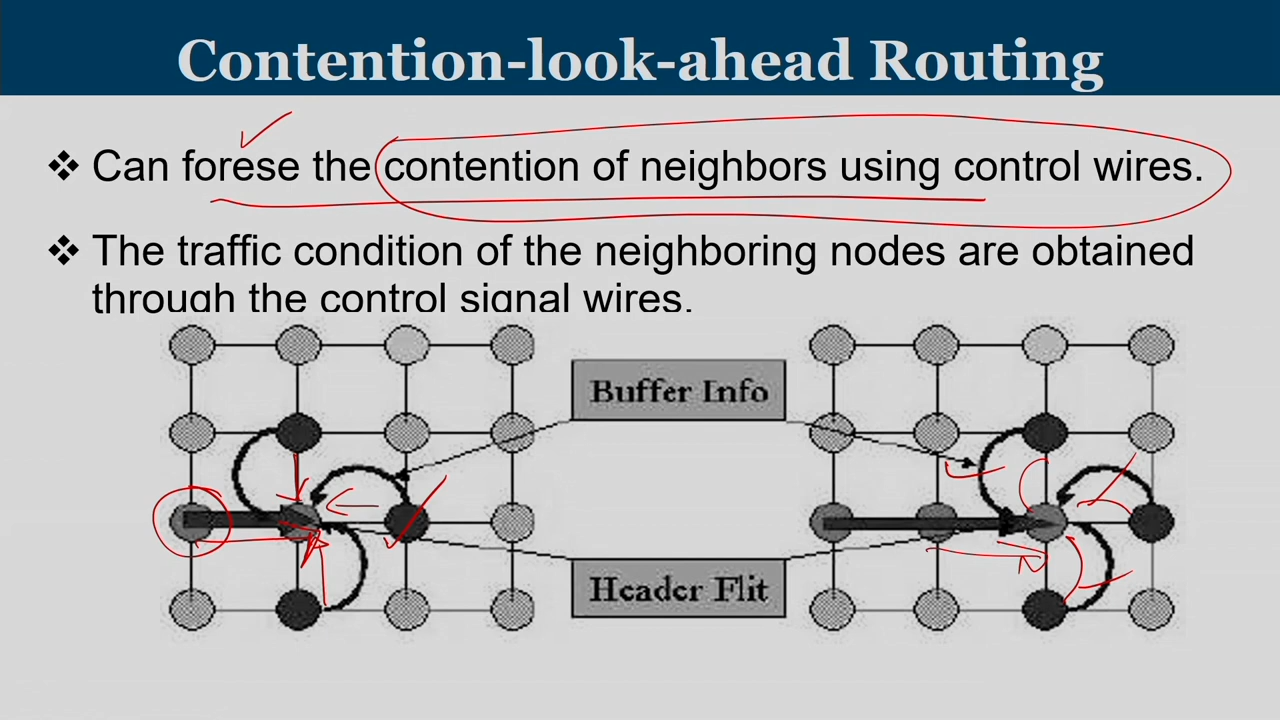 Contention-look-ahead Routing
❖ Can forese the contention of neighbors using control wires.
❖ The traffic condition of the neighboring nodes are obtained
through the control signal wires.
Buffer Info
Header Flit